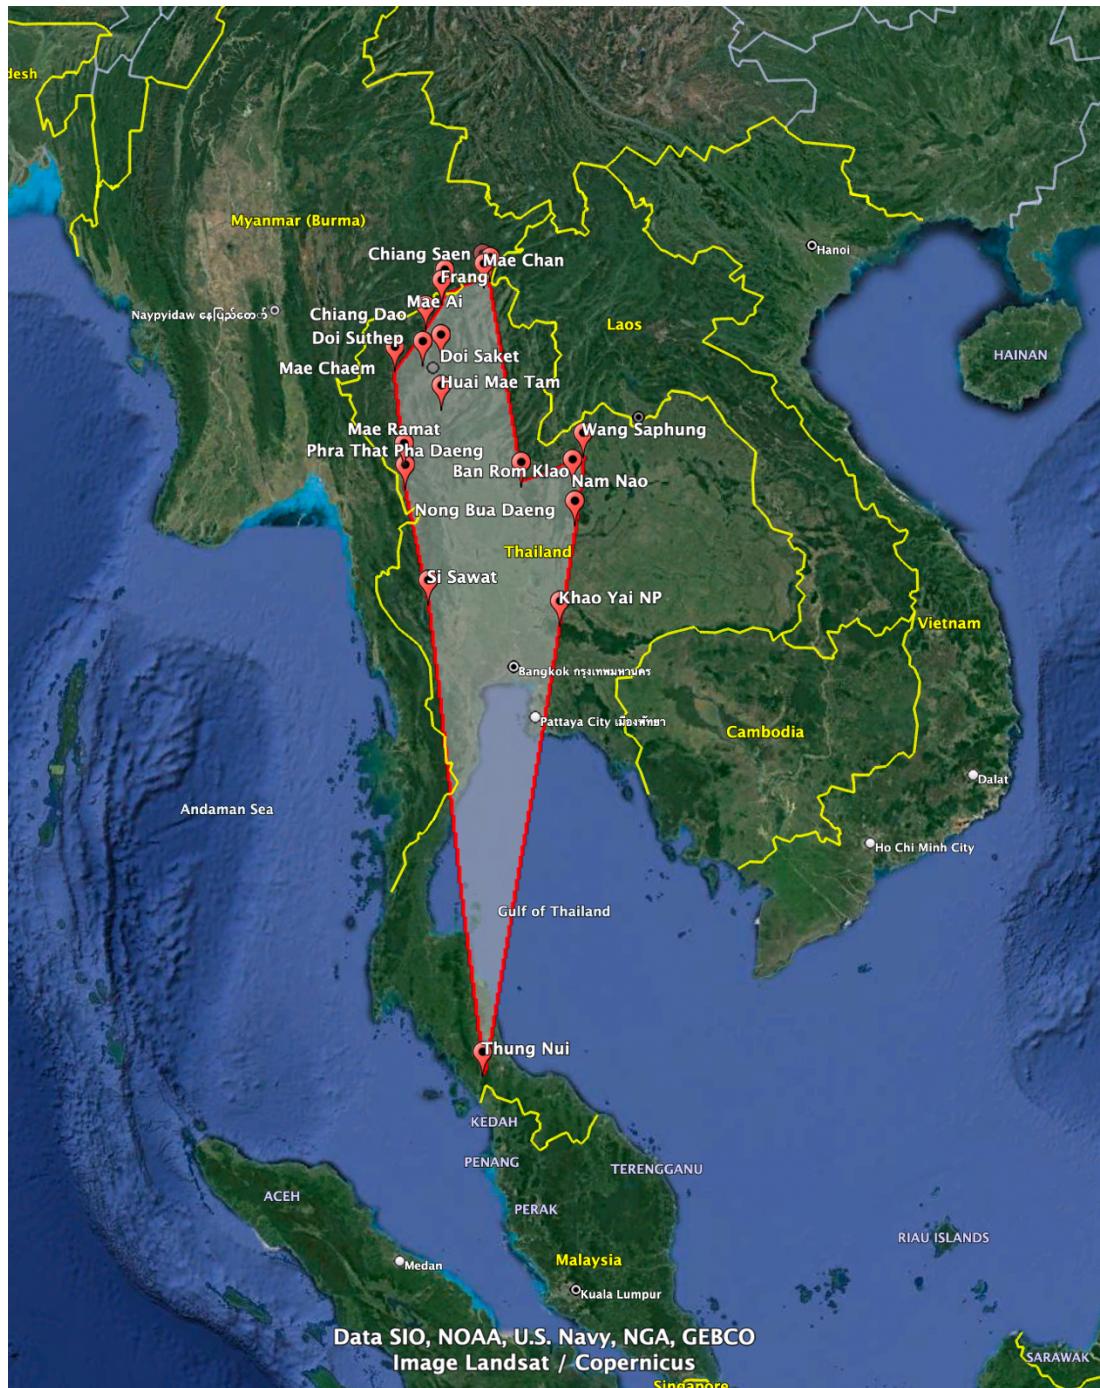 desh
Myanmar (Burma)
Hanoi
Chiang Saen
Mae Chan
Frang
Mae Ai
Chiang Dao
Naypyidaw
Laos
Doi Suthep
Doi Saket
HAINAN
Mae Chaem
Huai Mae Tam
Mae Ramat
Wang Saphung
Phra That Pha Daeng
Ban Rom Klao
Nam Nao
Nong Bua Daeng
Thailand
Si Sawat
Khao Yai NP
Vietnam
Bangkok กรุงเทพมหานคร
Pattaya City เมืองพัทยา
Cambodia
Dalat
Andaman Sea
Ho Chi Minh City
Gulf of Thailand
Thung Nui
KEDAH
PENANG
TERENGGANU
ACEH
PERAK
RIAU ISLANDS
Malaysia
Medan
Kuala Lumpur
Data SIO, NOAA, U.S. Navy, NGA, GEBCO
Image Landsat / Copernicus
SARAWAK
Singapore